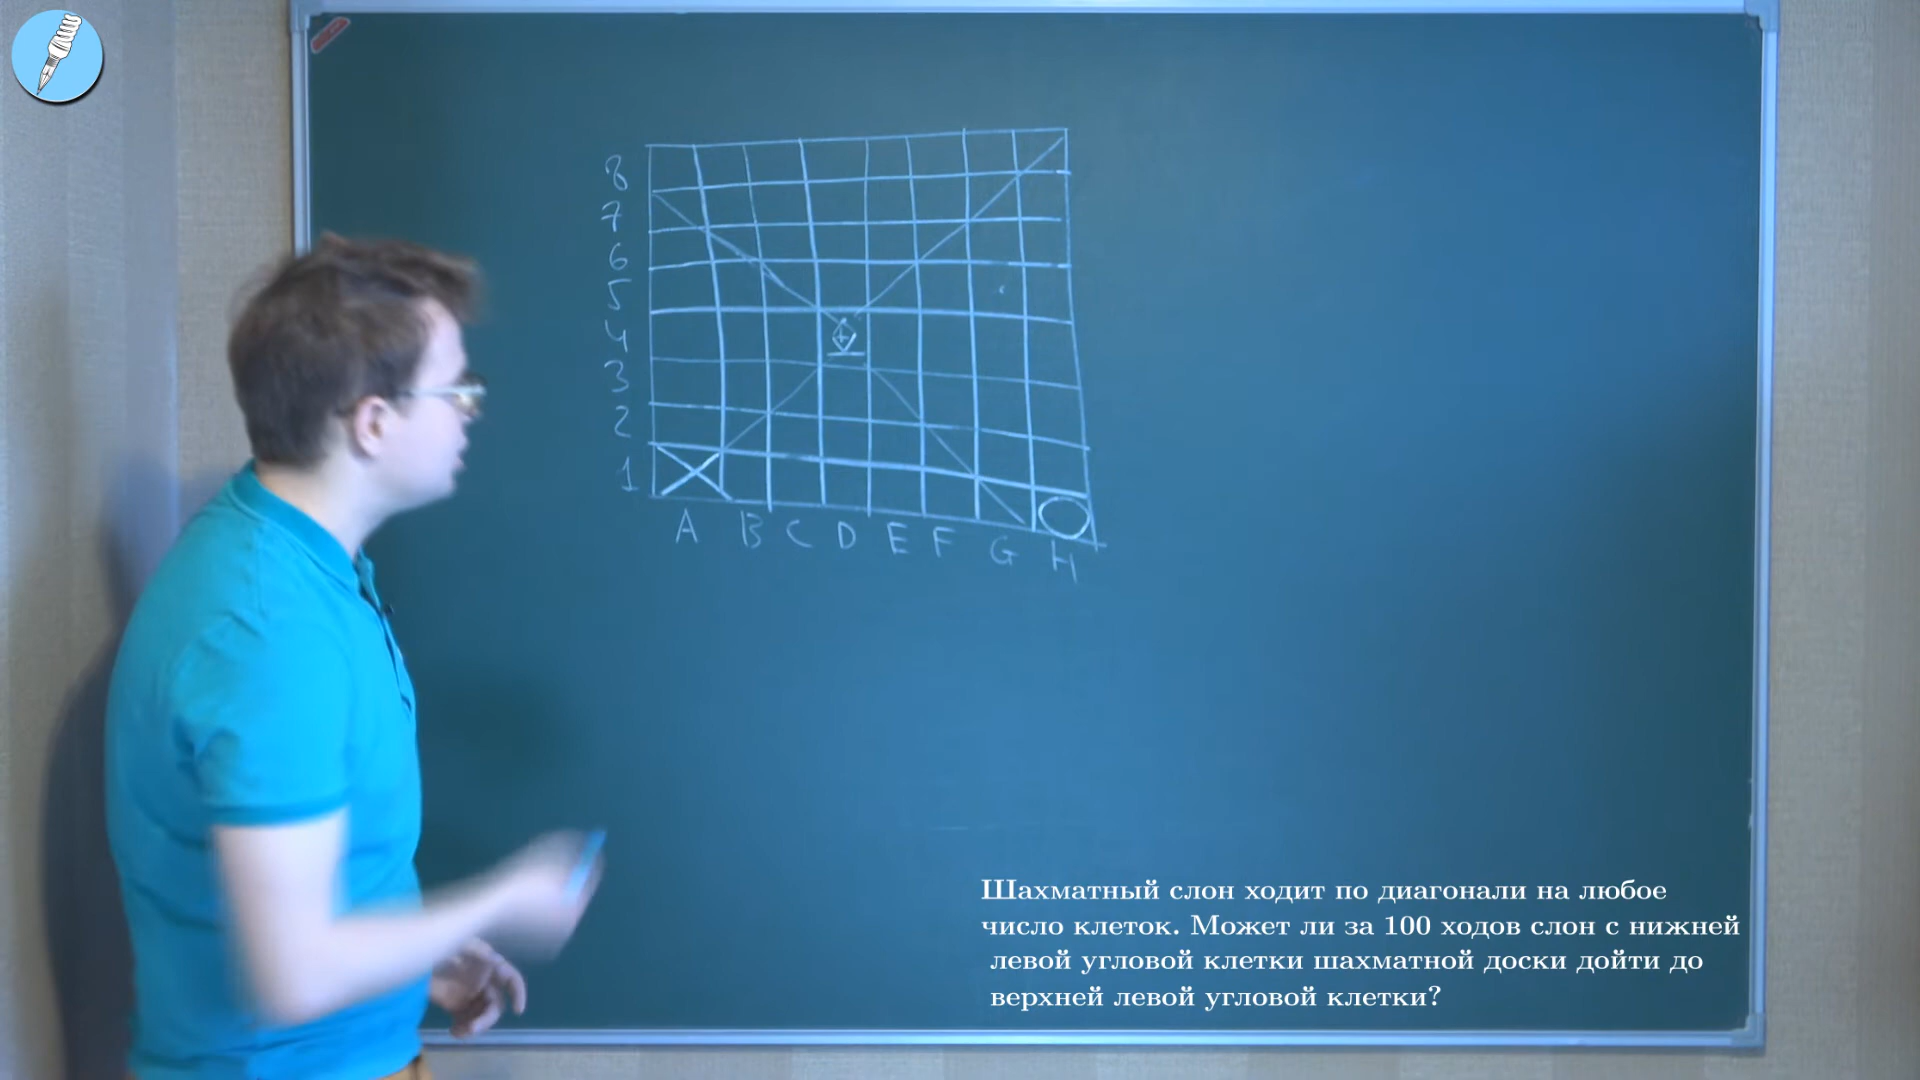 8
7
6
5
4
3
2
1
A B C D E F G H
Шахматный слон ходит по диагонали на любое
число клеток. Может ли за 100 ходов слон с нижней
левой угловой клетки шахматной доски дойти до
верхней левой угловой клетки?